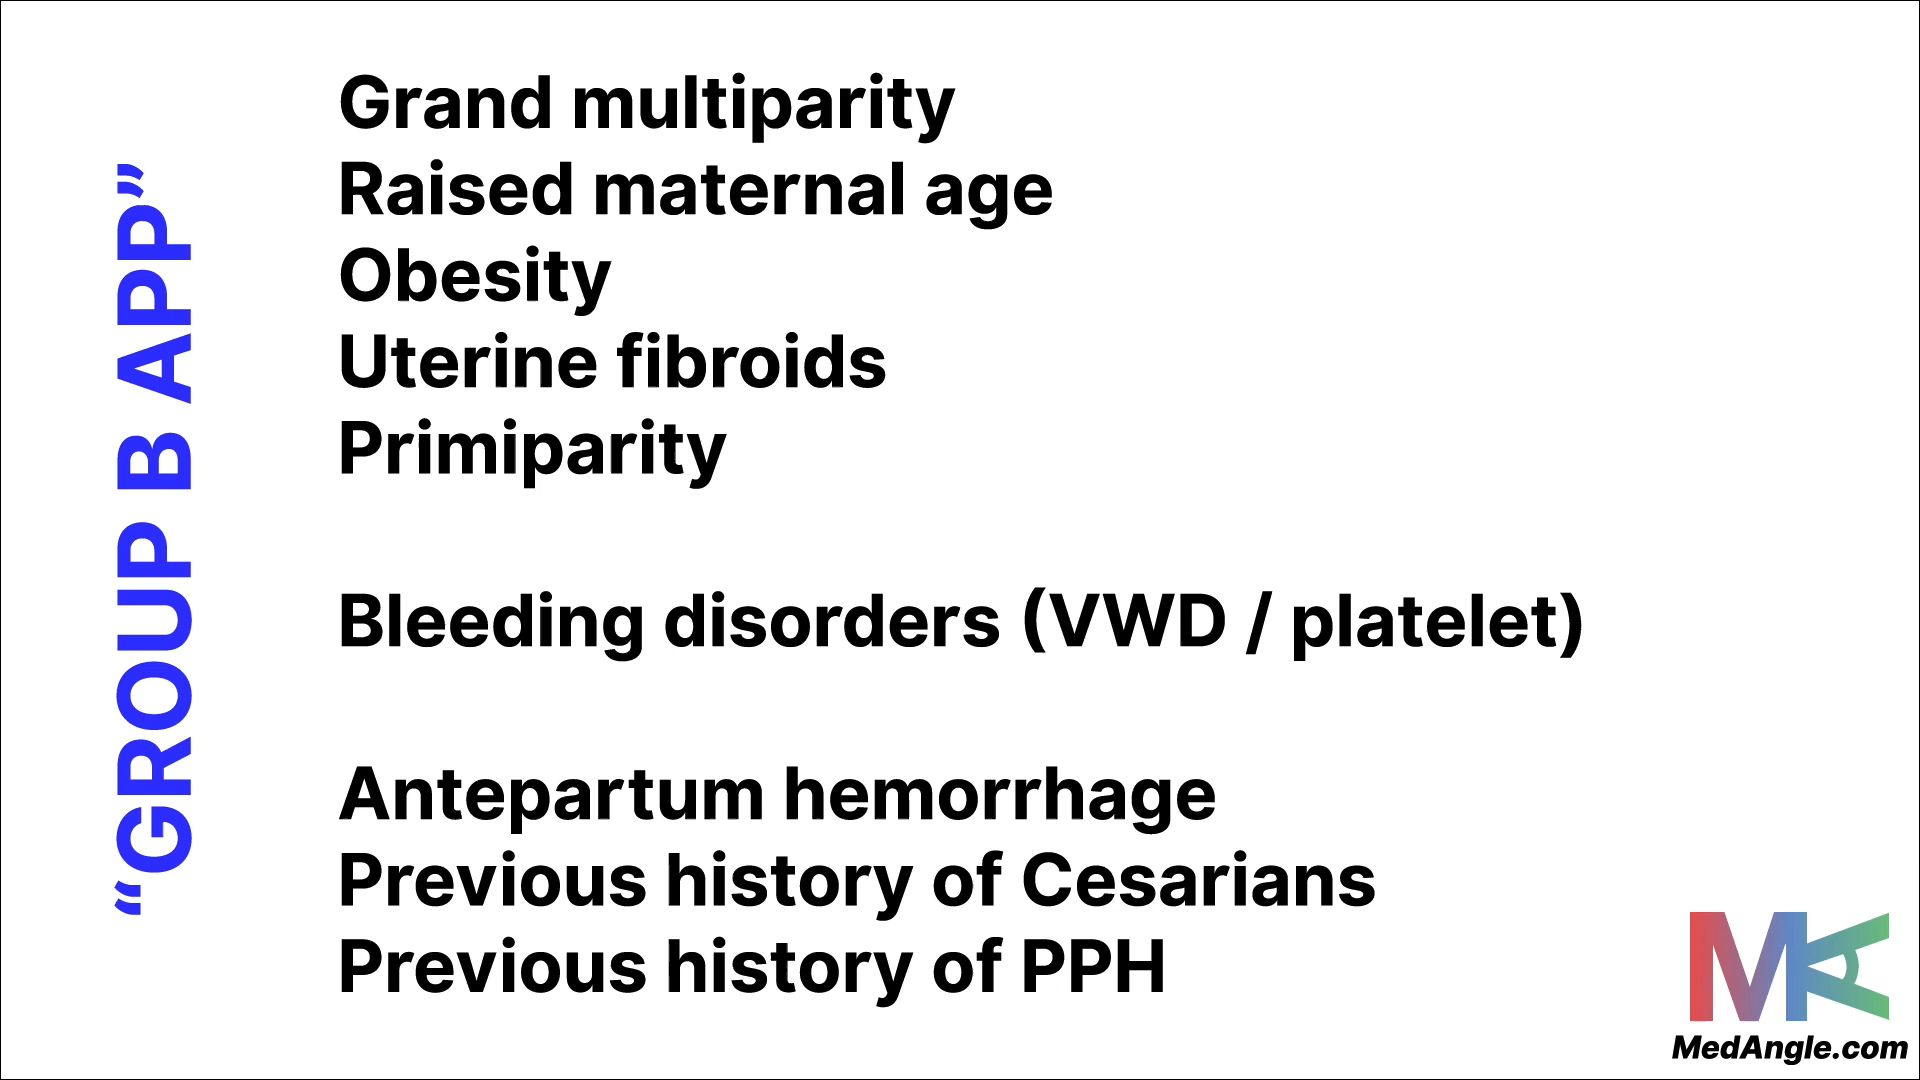 “GROUP B APP”
Grand multiparity
Raised maternal age
Obesity
Uterine fibroids
Primiparity
Bleeding disorders (VWD / platelet)
Antepartum hemorrhage
Previous history of Cesarians
Previous history of PPH
MA
MedAngle.com